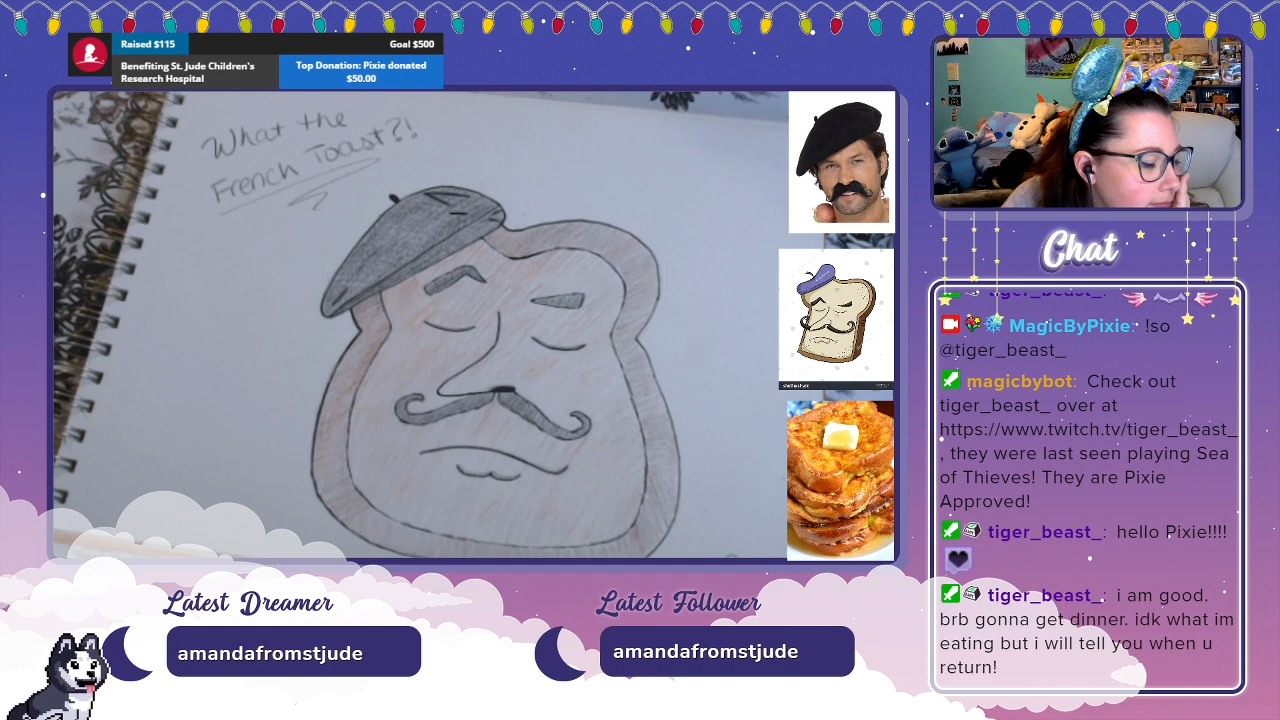 Raised $115
Goal $500
Benefiting St. Jude Children's
Research Hospital
Top Donation: Pixie donated
$50.00
What the
French Toast?!
Chat
tiger_beast_:
MagicByPixie: !so
@tiger_beast_
magicbybot: Check out
tiger_beast_ over at
https://www.twitch.tv/tiger_beast_
, they were last seen playing Sea
of Thieves! They are Pixie
Approved!
tiger_beast_: hello Pixie!!!!
tiger_beast_: i am good.
brb gonna get dinner. idk what im
eating but i will tell you when u
return!
Latest Dreamer
amandafromstjude
Latest Follower
amandafromstjude